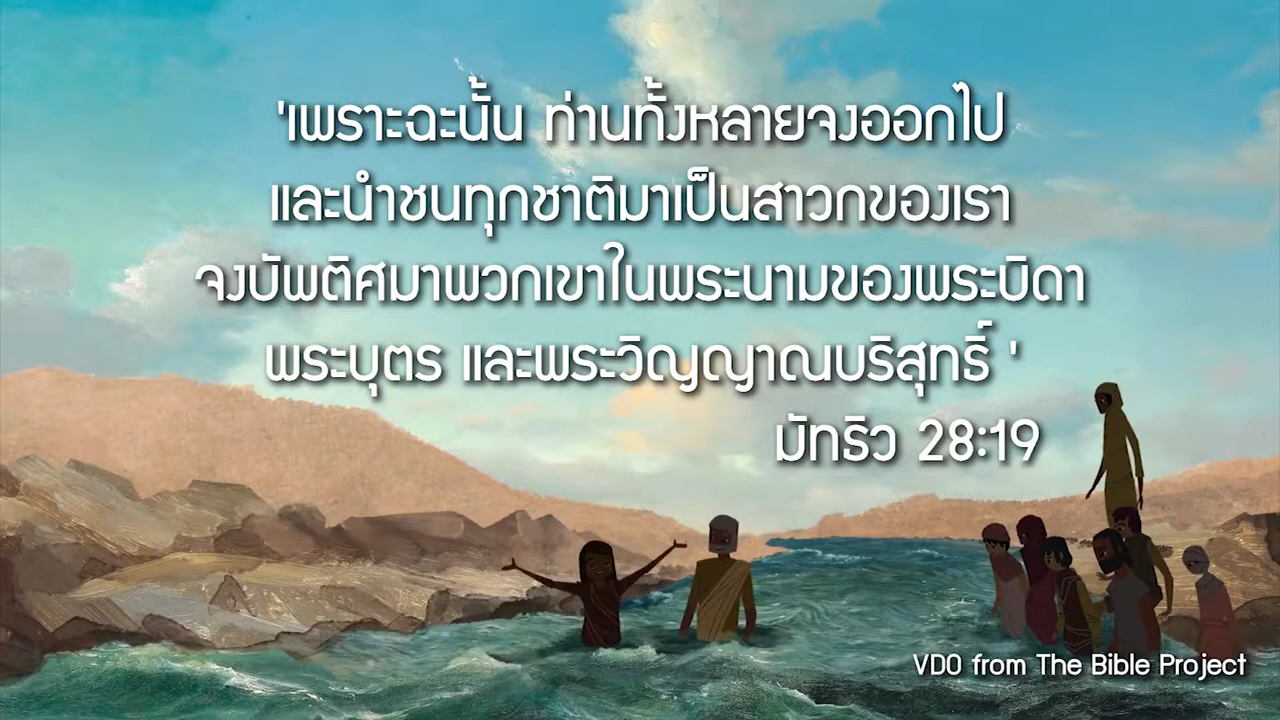 'เพราะฉะนั้น ท่านทั้งหลายจงออกไป
และนำชนทุกชาติมาเป็นสาวกของเรา
จงบัพติศมาพวกเขาในพระนามของพระบิดา
พระบุตร และพระวิญญาณบริสุทธิ์ '
มัทธิว 28:19
VDO from The Bible Project